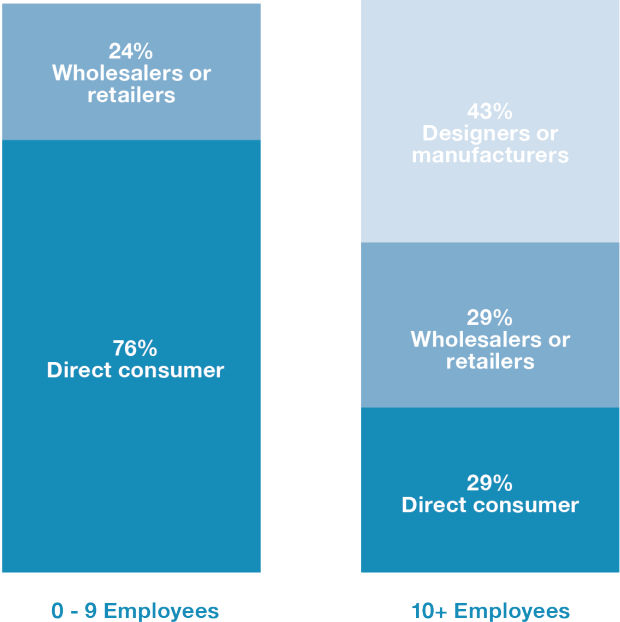 24%
Wholesalers or
retailers
76%
Direct consumer
0 - 9 Employees
43%
Designers or
manufacturers
29%
Wholesalers or
retailers
29%
Direct consumer
10+ Employees